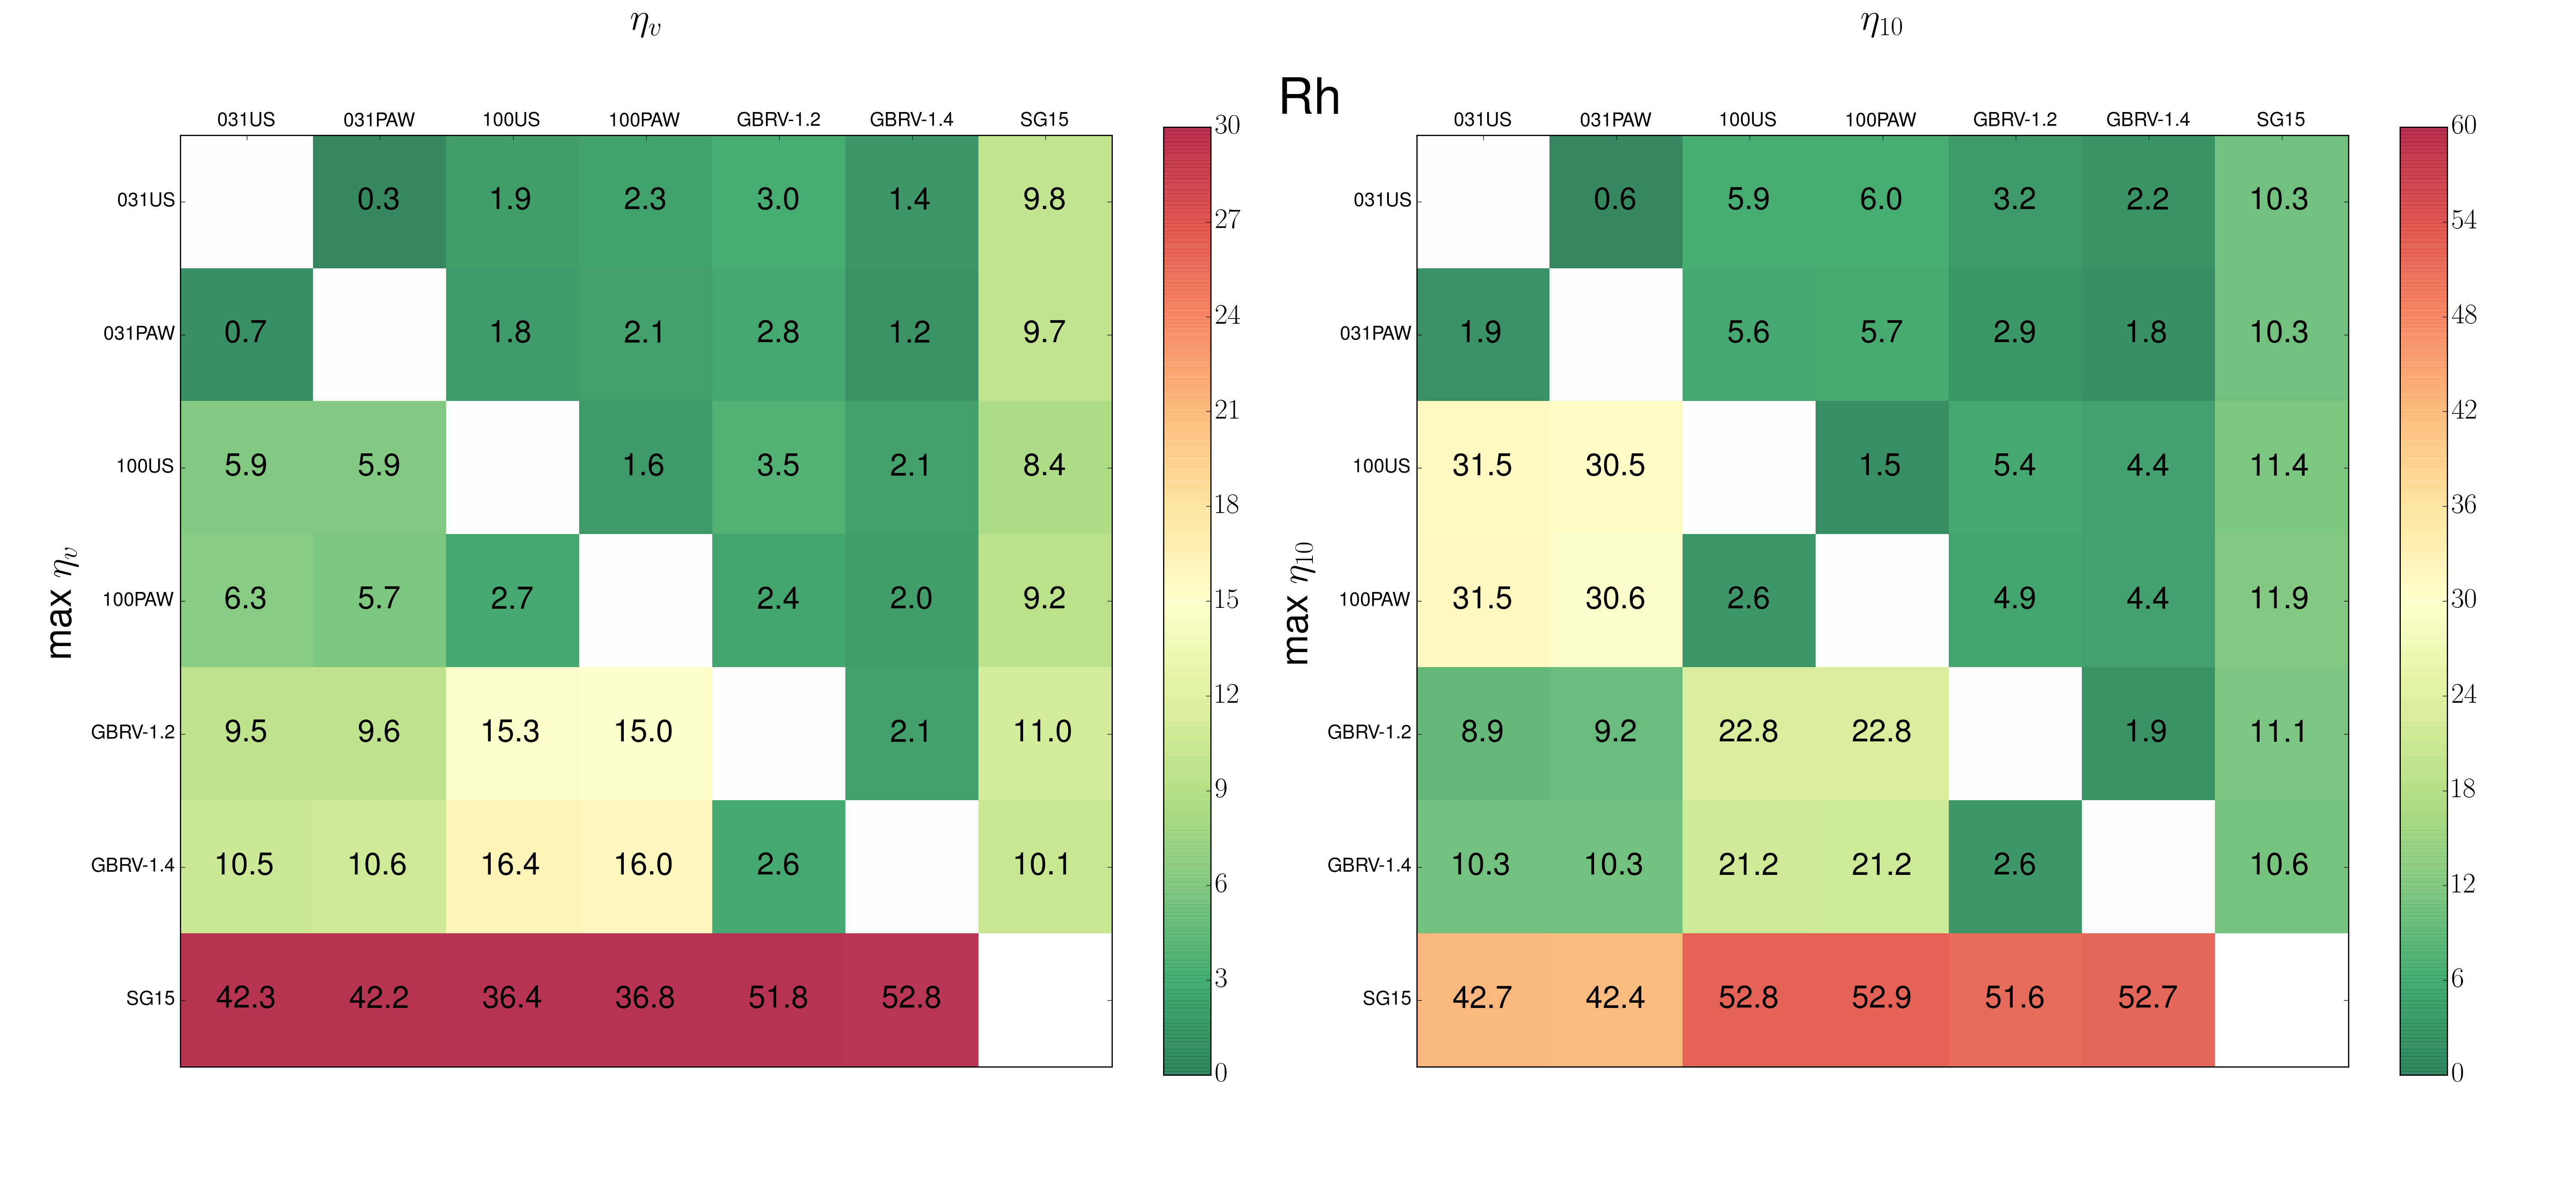 η_v
031US 031PAW 100US 100PAW GBRV-1.2 GBRV-1.4 SG15
031US 0.3 1.9 2.3 3.0 1.4 9.8
031PAW 0.7 1.8 2.1 2.8 1.2 9.7
100US 5.9 5.9 1.6 3.5 2.1 8.4
100PAW 6.3 5.7 2.7 2.4 2.0 9.2
GBRV-1.2 9.5 9.6 15.3 15.0 2.1 11.0
GBRV-1.4 10.5 10.6 16.4 16.0 2.6 10.1
SG15 42.3 42.2 36.4 36.8 51.8 52.8
max η_v
30
27
24
21
18
15
12
9
6
3
0
Rh
η_10
031US 031PAW 100US 100PAW GBRV-1.2 GBRV-1.4 SG15
031US 0.6 5.9 6.0 3.2 2.2 10.3
031PAW 1.9 5.6 5.7 2.9 1.8 10.3
100US 31.5 30.5 1.5 5.4 4.4 11.4
100PAW 31.5 30.6 2.6 4.9 4.4 11.9
GBRV-1.2 8.9 9.2 22.8 22.8 1.9 11.1
GBRV-1.4 10.3 10.3 21.2 21.2 2.6 10.6
SG15 42.7 42.4 52.8 52.9 51.6 52.7
max η_10
60
54
48
42
36
30
24
18
12
6
0